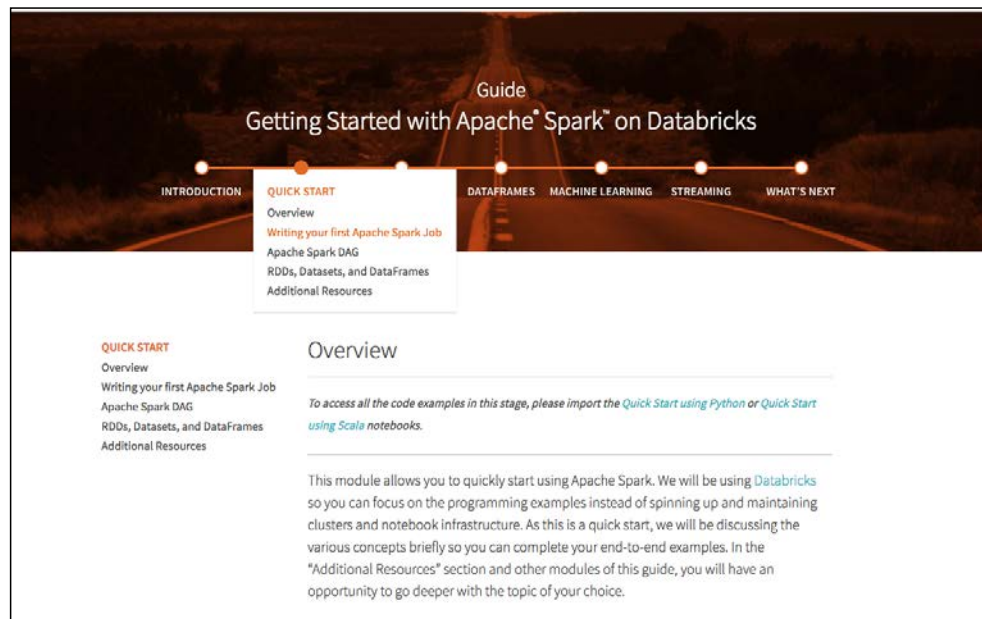 Guide
Getting Started with Apache® Spark™ on Databricks
INTRODUCTION
QUICK START
Overview
Writing your first Apache Spark Job
Apache Spark DAG
RDDs, Datasets, and DataFrames
Additional Resources
DATAFRAMES
MACHINE LEARNING
STREAMING
WHAT'S NEXT
QUICK START
Overview
Writing your first Apache Spark Job
Apache Spark DAG
RDDs, Datasets, and DataFrames
Additional Resources
Overview
To access all the code examples in this stage, please import the Quick Start using Python or Quick Start
using Scala notebooks.
This module allows you to quickly start using Apache Spark. We will be using Databricks
so you can focus on the programming examples instead of spinning up and maintaining
clusters and notebook infrastructure. As this is a quick start, we will be discussing the
various concepts briefly so you can complete your end-to-end examples. In the
“Additional Resources” section and other modules of this guide, you will have an
opportunity to go deeper with the topic of your choice.